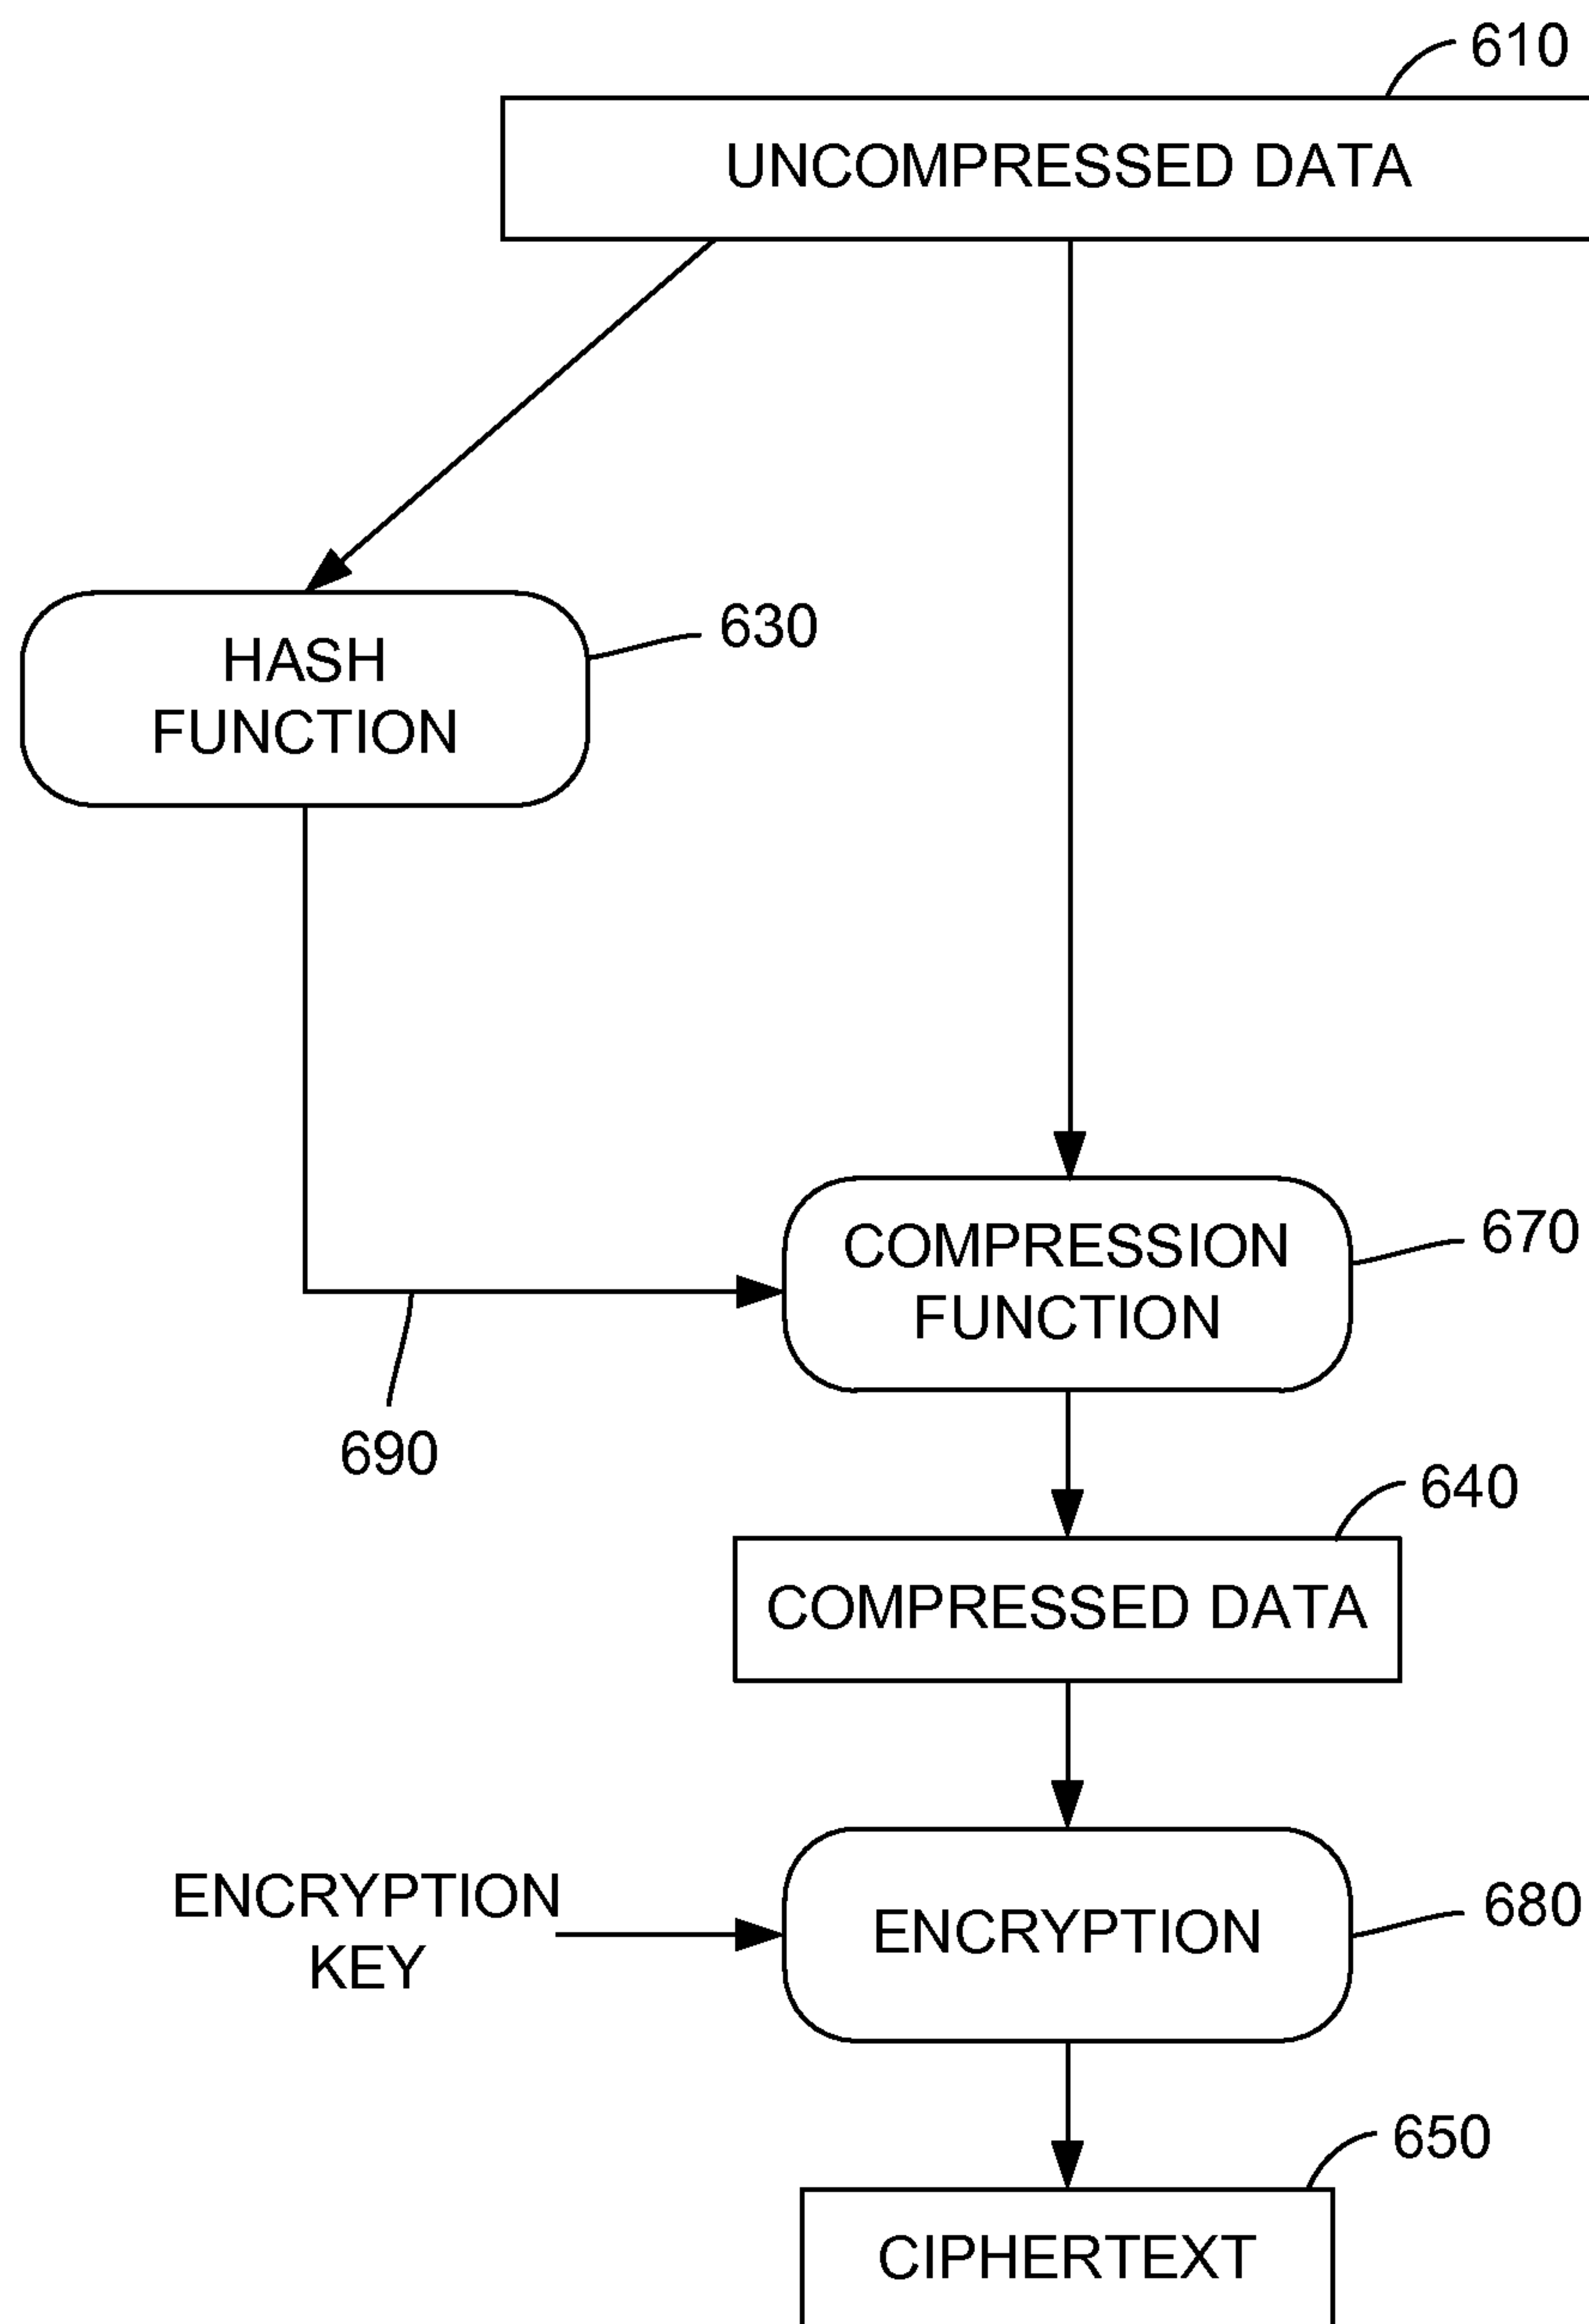 610
UNCOMPRESSED DATA
HASH
FUNCTION
630
COMPRESSION
FUNCTION
670
690
640
COMPRESSED DATA
ENCRYPTION
KEY
ENCRYPTION
680
650
CIPHERTEXT